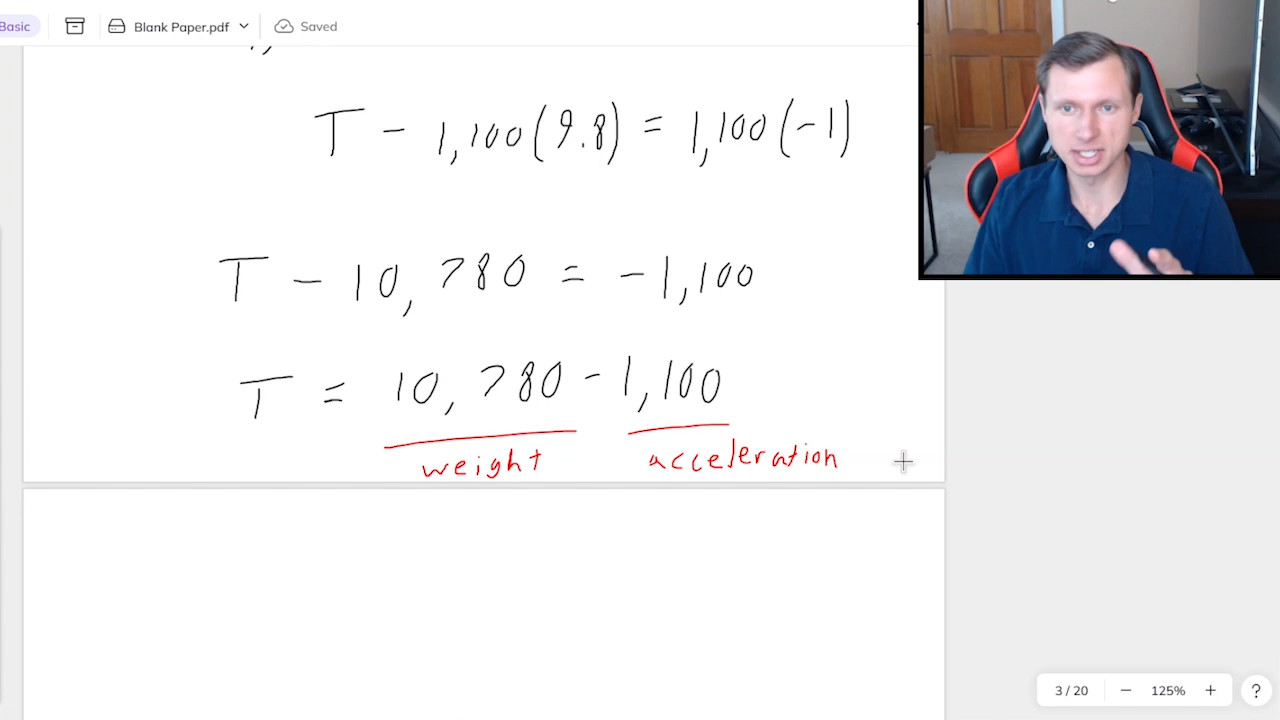 Basic
Blank Paper.pdf
Saved
T - 1,100(9.8) = 1,100(-1)
T - 10,780 = -1,100
T = 10,780 - 1,100
weight
acceleration
3 / 20
125%
?